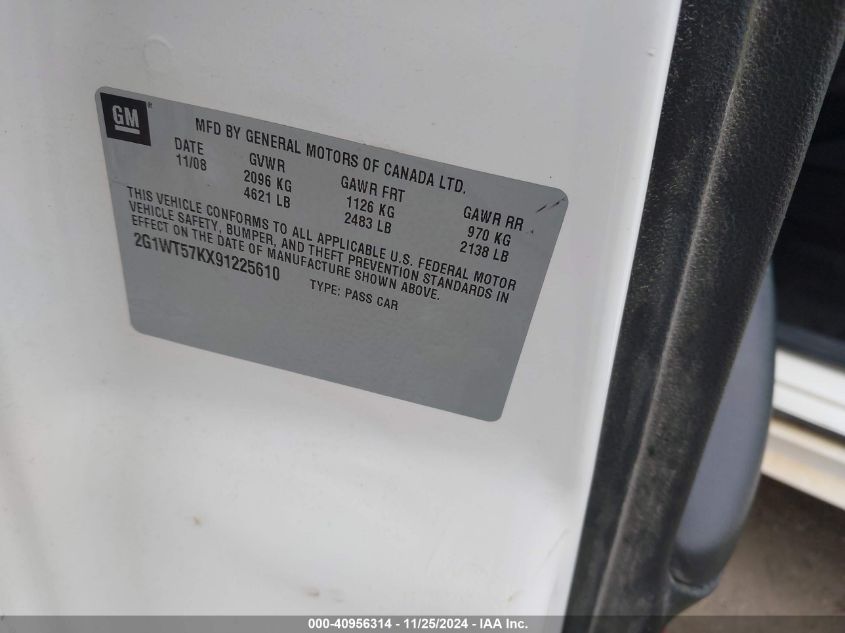 GM®
MFD BY GENERAL MOTORS OF CANADA LTD.
DATE GVWR GAWR FRT GAWR RR
11/08 2096 KG 1126 KG 970 KG
4621 LB 2483 LB 2138 LB
THIS VEHICLE CONFORMS TO ALL APPLICABLE U.S. FEDERAL MOTOR
VEHICLE SAFETY, BUMPER, AND THEFT PREVENTION STANDARDS IN
EFFECT ON THE DATE OF MANUFACTURE SHOWN ABOVE.
2G1WT57KX91225610 TYPE: PASS CAR
000-40956314 - 11/25/2024 - IAA Inc.